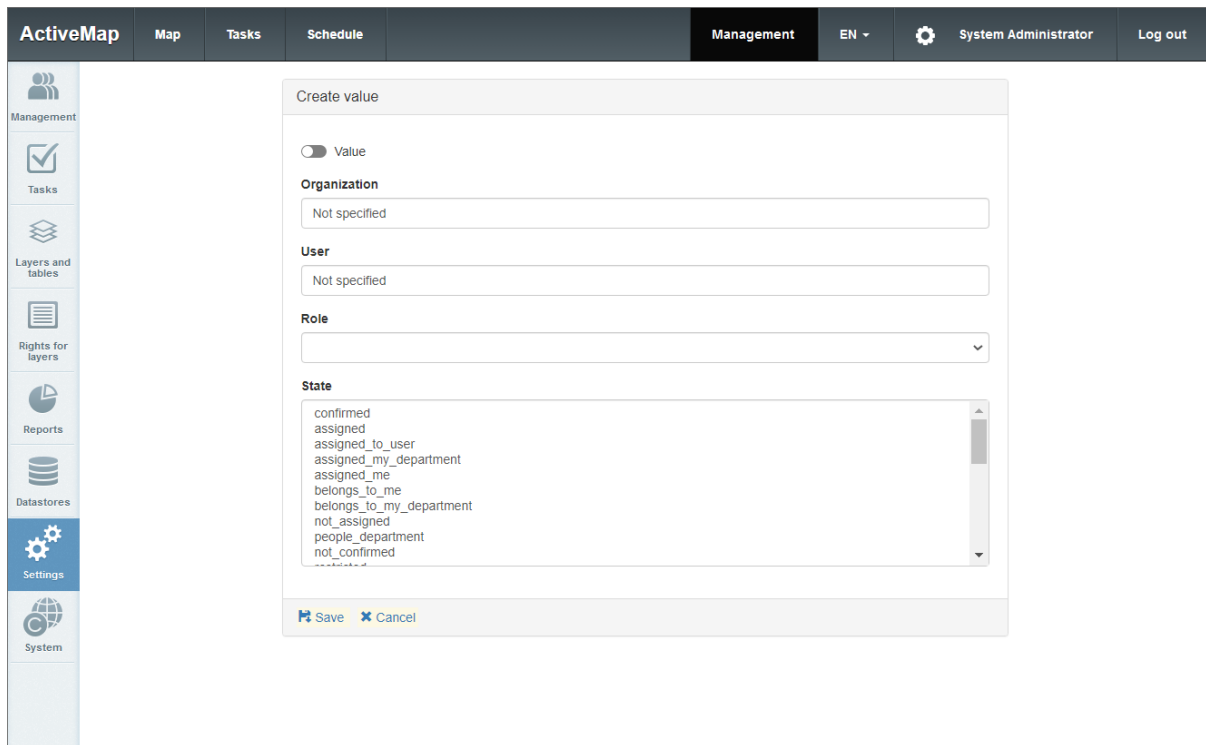 ActiveMap Map Tasks Schedule Management EN System Administrator Log out
Management
Tasks
Layers and
tables
Rights for
layers
Reports
Datastores
Settings
System
Create value
Value
Organization
Not specified
User
Not specified
Role
State
confirmed
assigned
assigned_to_user
assigned_my_department
assigned_me
belongs_to_me
belongs_to_my_department
not_assigned
people_department
not_confirmed
Save Cancel